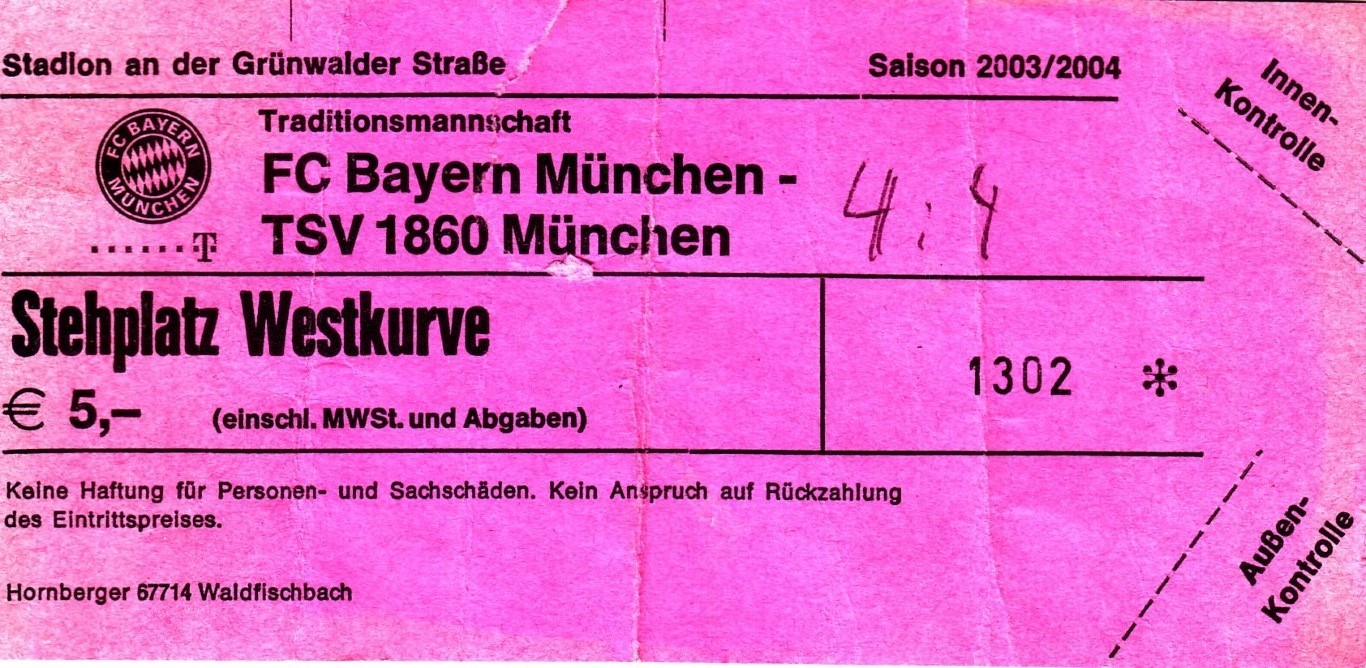 Stadion an der Grünwalder Straße
Saison 2003/2004
Innen-
Kontrolle
FC BAYERN
MÜNCHEN
Traditionsmannschaft
FC Bayern München -
TSV 1860 München
4:4
......T
Stehplatz Westkurve
€ 5,– (einschl. MWSt. und Abgaben)
1302 *
Keine Haftung für Personen- und Sachschäden. Kein Anspruch auf Rückzahlung
des Eintrittspreises.
Außen-
Kontrolle
Hornberger 67714 Waldfischbach